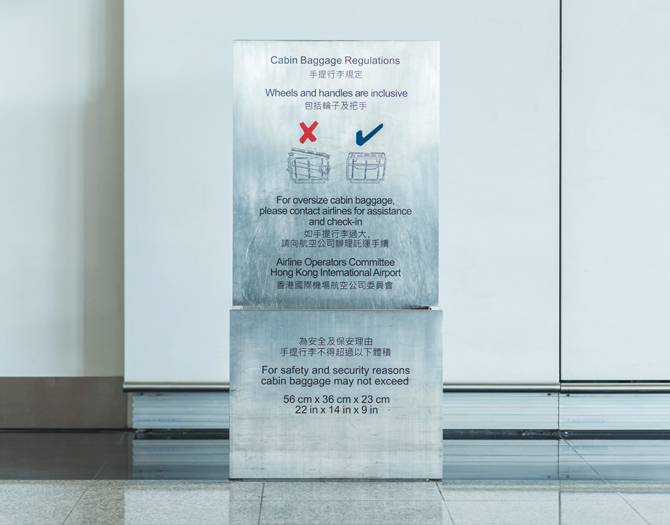 Cabin Baggage Regulations
手提行李規定
Wheels and handles are inclusive
包括輪子及把手
For oversize cabin baggage,
please contact airlines for assistance
and check-in
如手提行李過大,
請向航空公司辦理託運手續
Airline Operators Committee
Hong Kong International Airport
香港國際機場航空公司委員會
為安全及保安理由
手提行李不得超過以下體積
For safety and security reasons
cabin baggage may not exceed
56 cm x 36 cm x 23 cm
22 in x 14 in x 9 in